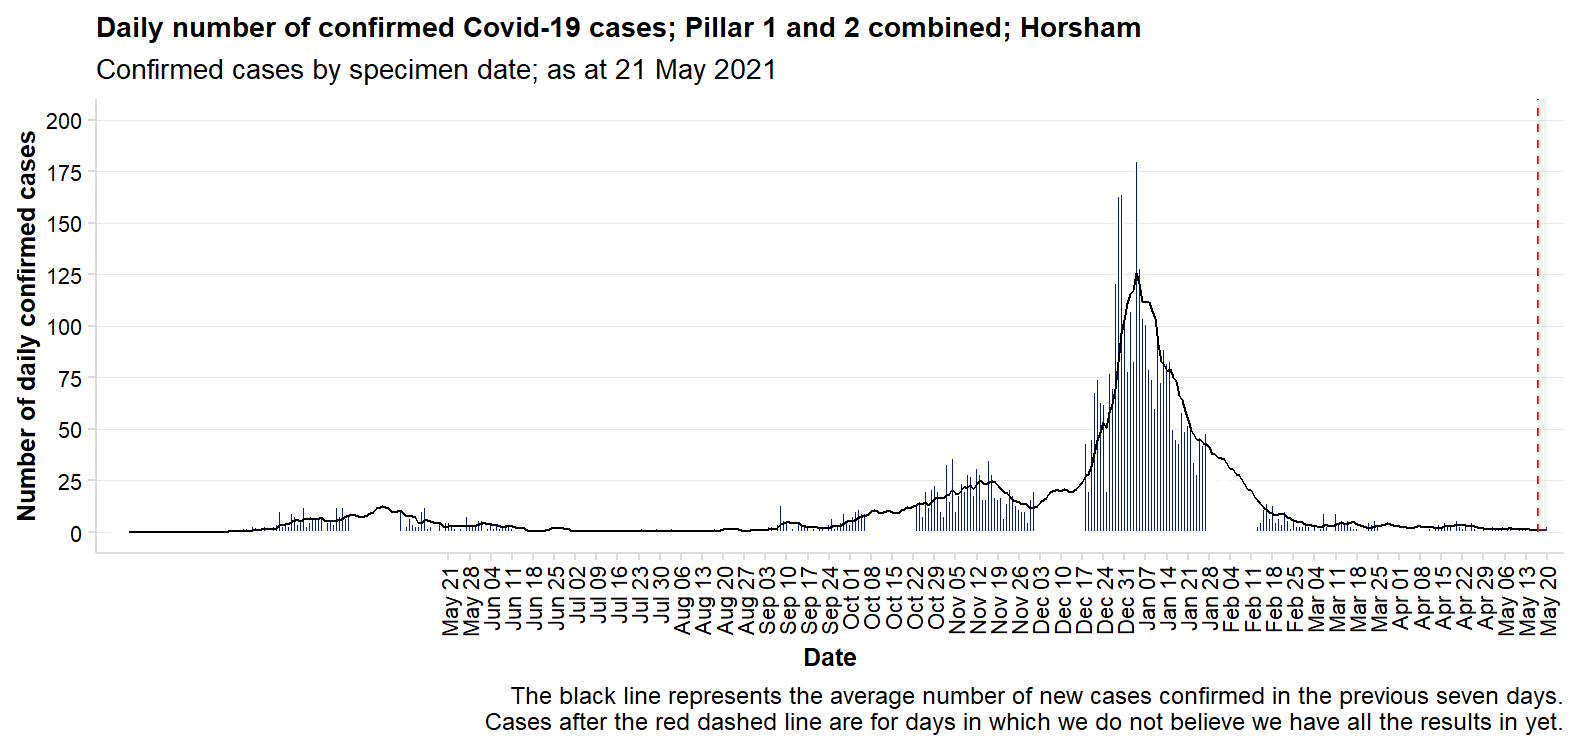 Daily number of confirmed Covid-19 cases; Pillar 1 and 2 combined; Horsham
Confirmed cases by specimen date; as at 21 May 2021
Number of daily confirmed cases
200
175
150
125
100
75
50
25
0
May 21
May 28
Jun 04
Jun 11
Jun 18
Jun 25
Jul 02
Jul 09
Jul 16
Jul 23
Jul 30
Aug 06
Aug 13
Aug 20
Aug 27
Sep 03
Sep 10
Sep 17
Sep 24
Oct 01
Oct 08
Oct 15
Oct 22
Oct 29
Nov 05
Nov 12
Nov 19
Nov 26
Dec 03
Dec 10
Dec 17
Dec 24
Dec 31
Jan 07
Jan 14
Jan 21
Jan 28
Feb 04
Feb 11
Feb 18
Feb 25
Mar 04
Mar 11
Mar 18
Mar 25
Apr 01
Apr 08
Apr 15
Apr 22
Apr 29
May 06
May 13
May 20
Date
The black line represents the average number of new cases confirmed in the previous seven days.
Cases after the red dashed line are for days in which we do not believe we have all the results in yet.